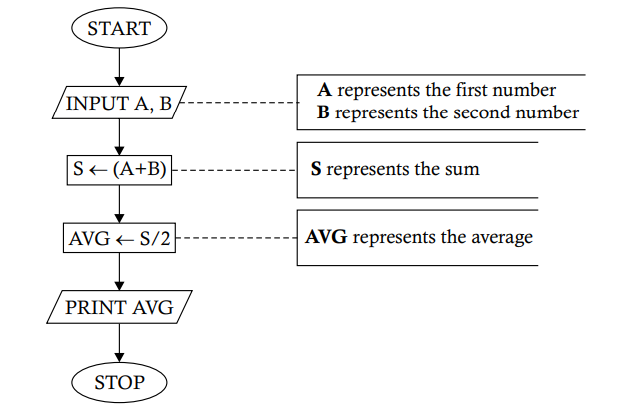 START
INPUT A, B
A represents the first number
B represents the second number
S ← (A+B)
S represents the sum
AVG ← S/2
AVG represents the average
PRINT AVG
STOP